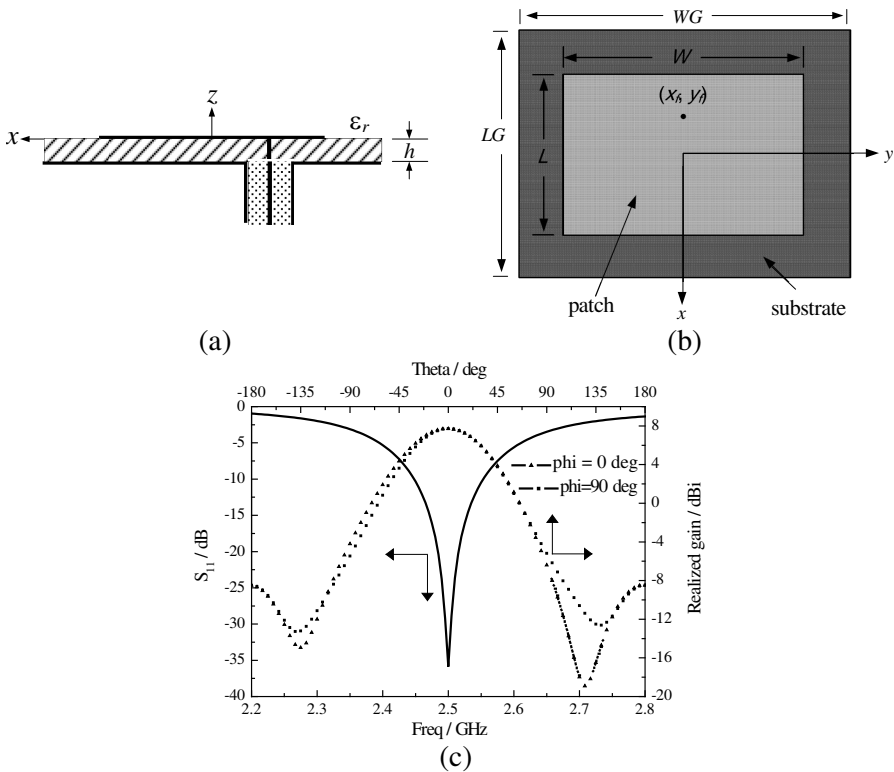 z
x
εr
h
(a)
WG
W
(xf, yf)
LG
L
y
patch
x
substrate
(b)
Theta / deg
-180 -135 -90 -45 0 45 90 135 180
0
-5
-10
-15
-20
-25
-30
-35
-40
S11 / dB
phi = 0 deg
phi=90 deg
8
4
0
-4
-8
-12
-16
-20
Realized gain / dBi
2.2 2.3 2.4 2.5 2.6 2.7 2.8
Freq / GHz
(c)